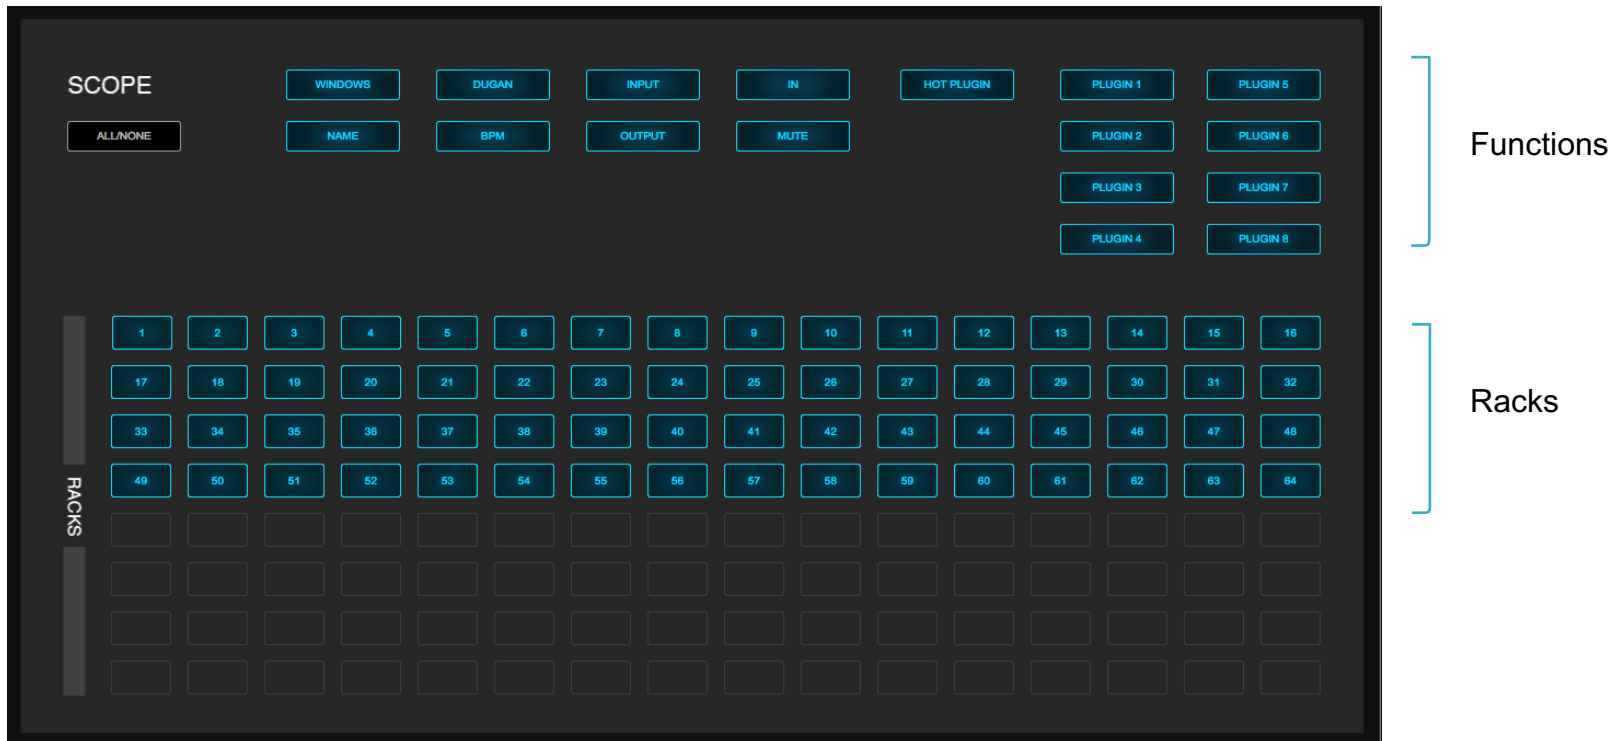 SCOPE WINDOWS DUGAN INPUT IN HOT PLUGIN PLUGIN 1 PLUGIN 5
ALL/NONE NAME BPM OUTPUT MUTE PLUGIN 2 PLUGIN 6
Functions
PLUGIN 3 PLUGIN 7
PLUGIN 4 PLUGIN 8
1 2 3 4 5 6 7 8 9 10 11 12 13 14 15 16
17 18 19 20 21 22 23 24 25 26 27 28 29 30 31 32
Racks
33 34 35 36 37 38 39 40 41 42 43 44 45 46 47 48
49 50 51 52 53 54 55 56 57 58 59 60 61 62 63 64
RACKS